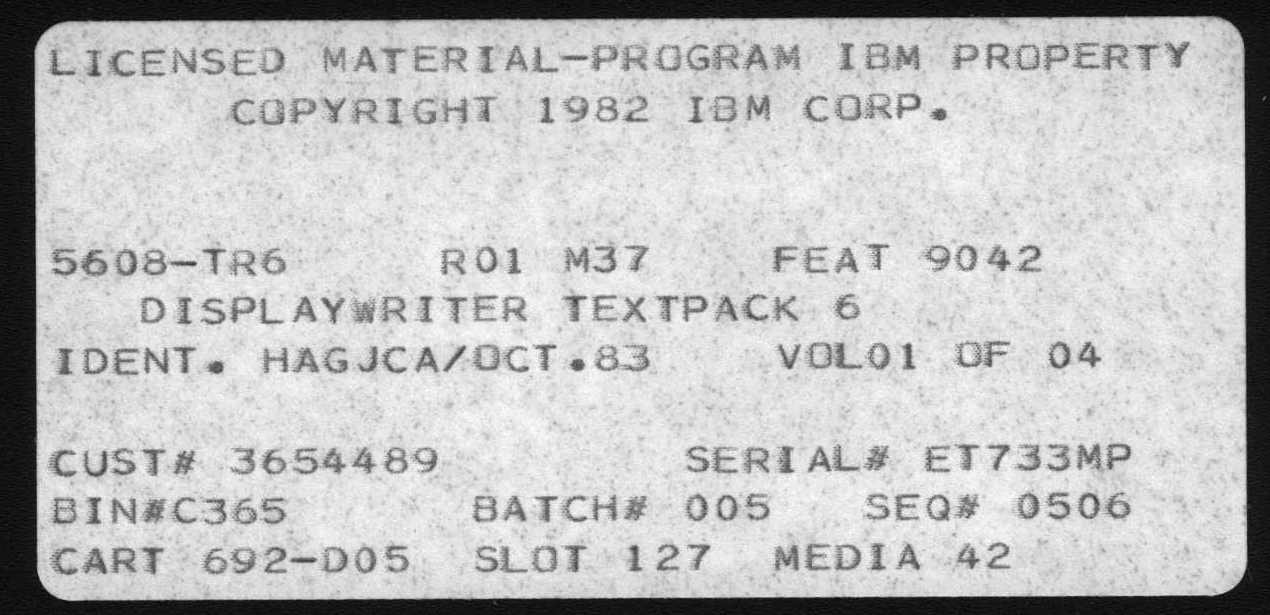 LICENSED MATERIAL-PROGRAM IBM PROPERTY
COPYRIGHT 1982 IBM CORP.
5608-TR6 R01 M37 FEAT 9042
DISPLAYWRITER TEXTPACK 6
IDENT. HAGJCA/OCT.83 VOL01 OF 04
CUST# 3654489 SERIAL# ET733MP
BIN#C365 BATCH# 005 SEQ# 0506
CART 692-D05 SLOT 127 MEDIA 42